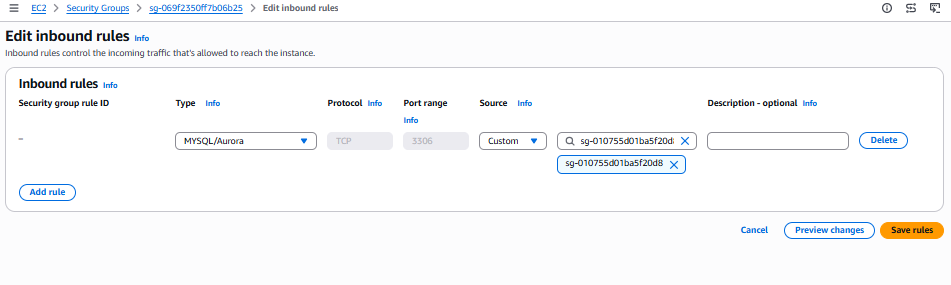 EC2 > Security Groups > sg-069f2350ff7b06b25 > Edit inbound rules
Edit inbound rules Info
Inbound rules control the incoming traffic that's allowed to reach the instance.
Inbound rules Info
Security group rule ID Type Info Protocol Info Port range Info Source Info Description - optional Info
– MYSQL/Aurora TCP 3306 Custom sg-010755d01ba5f20d8 Delete
sg-010755d01ba5f20d8
Add rule
Cancel Preview changes Save rules